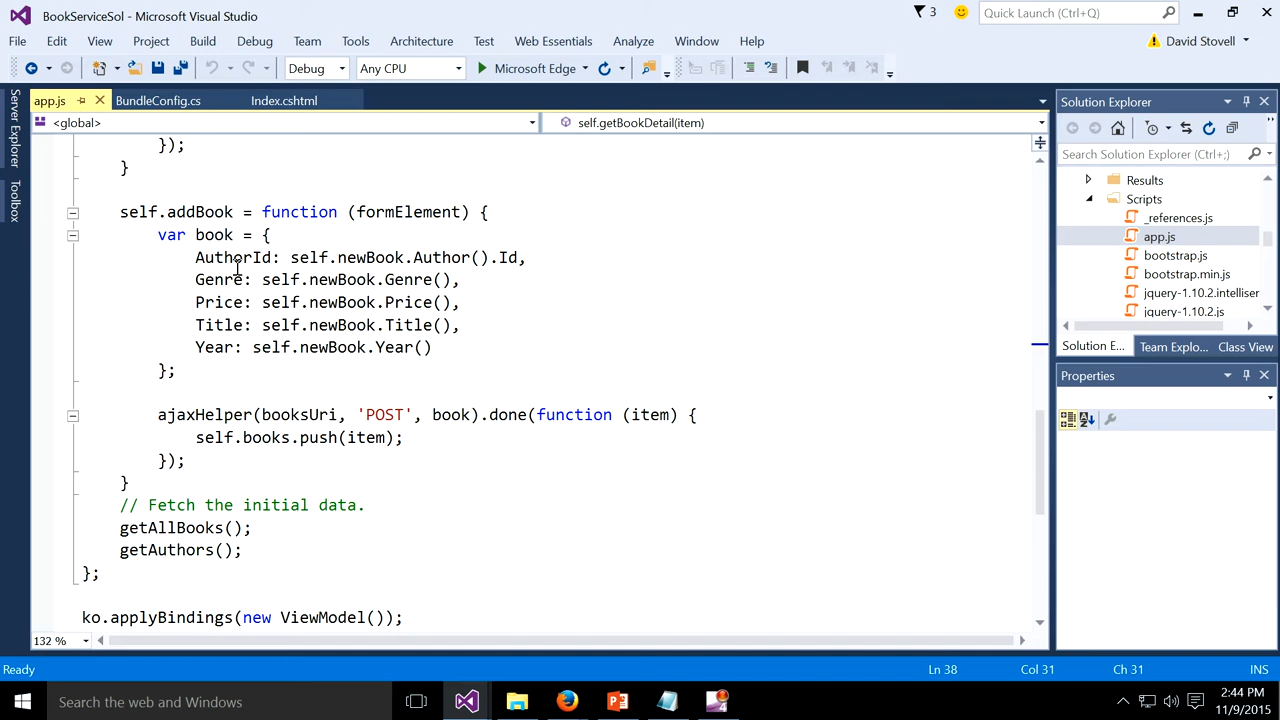 BookServiceSol - Microsoft Visual Studio
3
Quick Launch (Ctrl+Q)
File Edit View Project Build Debug Team Tools Architecture Test Web Essentials Analyze Window Help
David Stovell
Debug Any CPU Microsoft Edge
Server Explorer
Toolbox
app.js BundleConfig.cs Index.cshtml
<global> self.getBookDetail(item)
});
}
self.addBook = function (formElement) {
var book = {
AuthorId: self.newBook.Author().Id,
Genre: self.newBook.Genre(),
Price: self.newBook.Price(),
Title: self.newBook.Title(),
Year: self.newBook.Year()
};
ajaxHelper(booksUri, 'POST', book).done(function (item) {
self.books.push(item);
});
}
// Fetch the initial data.
getAllBooks();
getAuthors();
};
ko.applyBindings(new ViewModel());
132 %
Solution Explorer
Search Solution Explorer (Ctrl+;)
Results
Scripts
_references.js
app.js
bootstrap.js
bootstrap.min.js
jquery-1.10.2.intelliser
jquery-1.10.2.js
Solution E... Team Explo... Class View
Properties
Ready Ln 38 Col 31 Ch 31 INS
Search the web and Windows
4
2:44 PM
11/9/2015